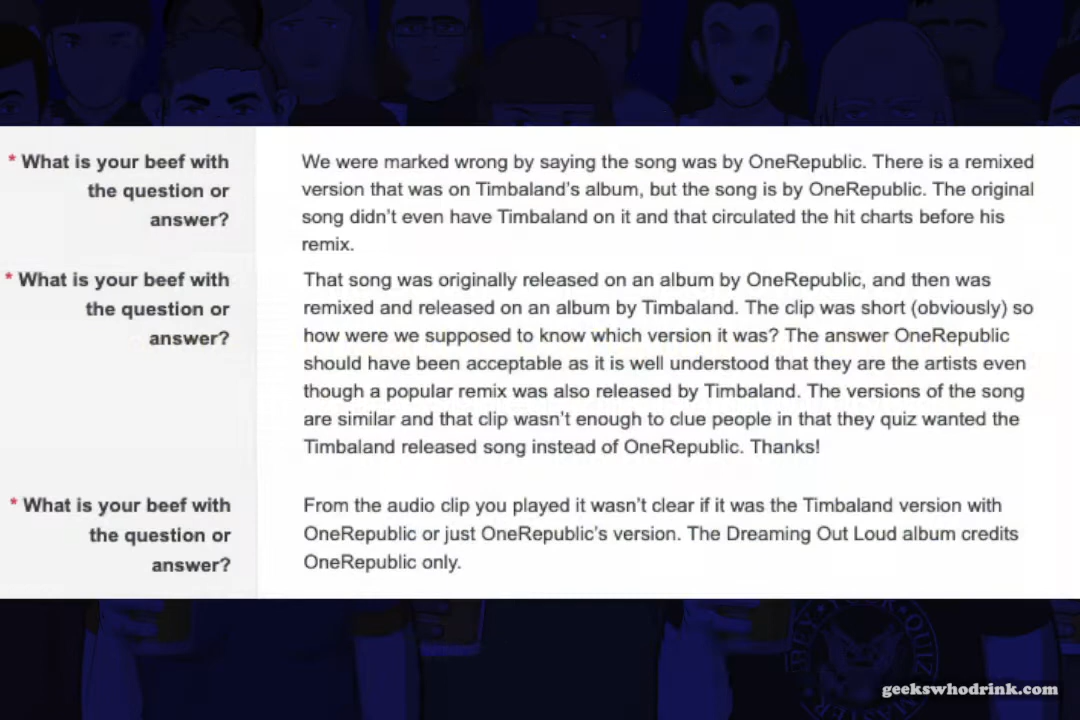 * What is your beef with
the question or
answer?
We were marked wrong by saying the song was by OneRepublic. There is a remixed
version that was on Timbaland's album, but the song is by OneRepublic. The original
song didn't even have Timbaland on it and that circulated the hit charts before his
remix.
* What is your beef with
the question or
answer?
That song was originally released on an album by OneRepublic, and then was
remixed and released on an album by Timbaland. The clip was short (obviously) so
how were we supposed to know which version it was? The answer OneRepublic
should have been acceptable as it is well understood that they are the artists even
though a popular remix was also released by Timbaland. The versions of the song
are similar and that clip wasn't enough to clue people in that they quiz wanted the
Timbaland released song instead of OneRepublic. Thanks!
* What is your beef with
the question or
answer?
From the audio clip you played it wasn't clear if it was the Timbaland version with
OneRepublic or just OneRepublic's version. The Dreaming Out Loud album credits
OneRepublic only.
QUIZ
geekswhodrink.com